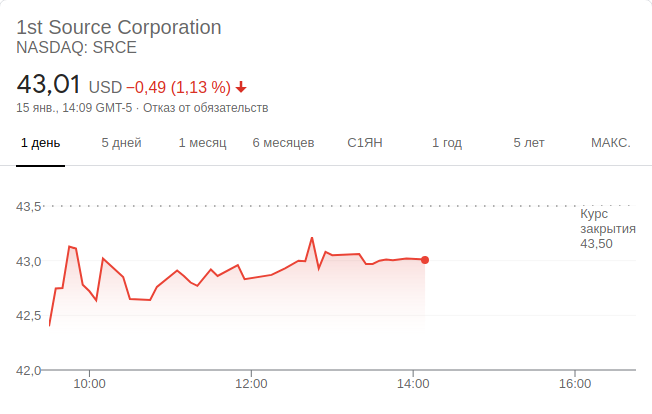 1st Source Corporation
NASDAQ: SRCE
43,01 USD −0,49 (1,13 %)
15 янв., 14:09 GMT-5 · Отказ от обязательств
1 день 5 дней 1 месяц 6 месяцев С1ЯН 1 год 5 лет МАКС.
43,5
Курс
закрытия
43,50
43,0
42,5
42,0
10:00 12:00 14:00 16:00